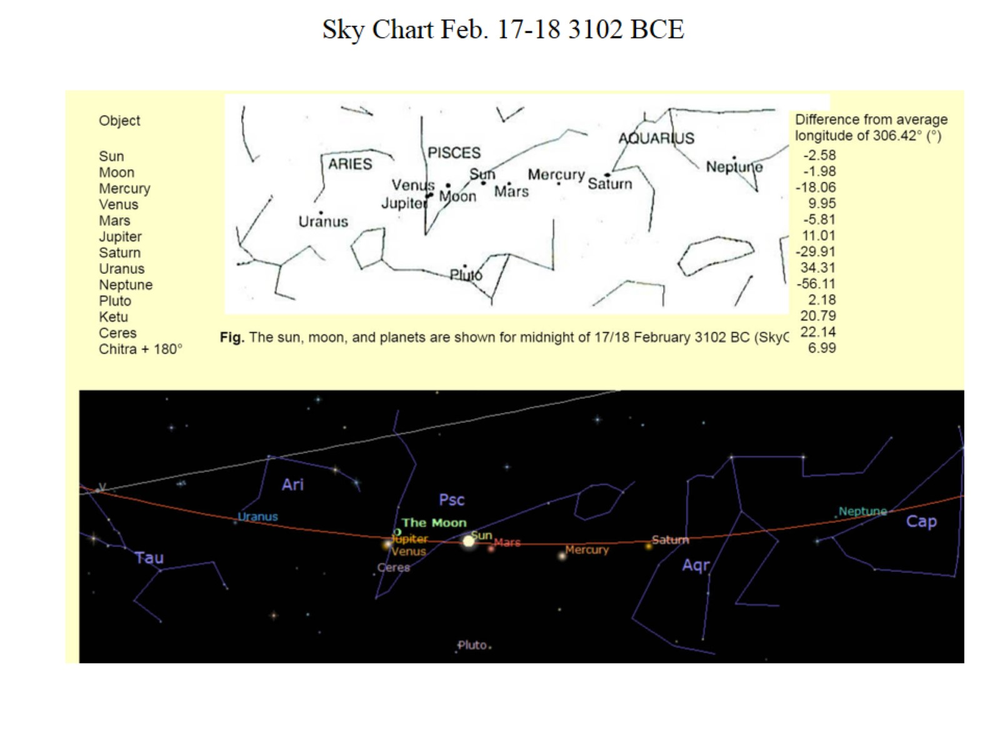 Sky Chart Feb. 17-18 3102 BCE
Object
Sun
Moon
Mercury
Venus
Mars
Jupiter
Saturn
Uranus
Neptune
Pluto
Ketu
Ceres
Chitra + 180°
AQUARIUS
PISCES
ARIES
Neptune
Sun
Mercury
Venus
Saturn
Moon
Mars
Jupiter
Uranus
Pluto
Fig. The sun, moon, and planets are shown for midnight of 17/18 February 3102 BC (SkyG
Difference from average
longitude of 306.42° (°)
-2.58
-1.98
-18.06
9.95
-5.81
11.01
-29.91
34.31
-56.11
2.18
20.79
22.14
6.99
V
Ari
Psc
Uranus
The Moon
Neptune
Cap
Jupiter
Sun
Mars
Saturn
Venus
Mercury
Tau
Ceres
Aqr
Pluto